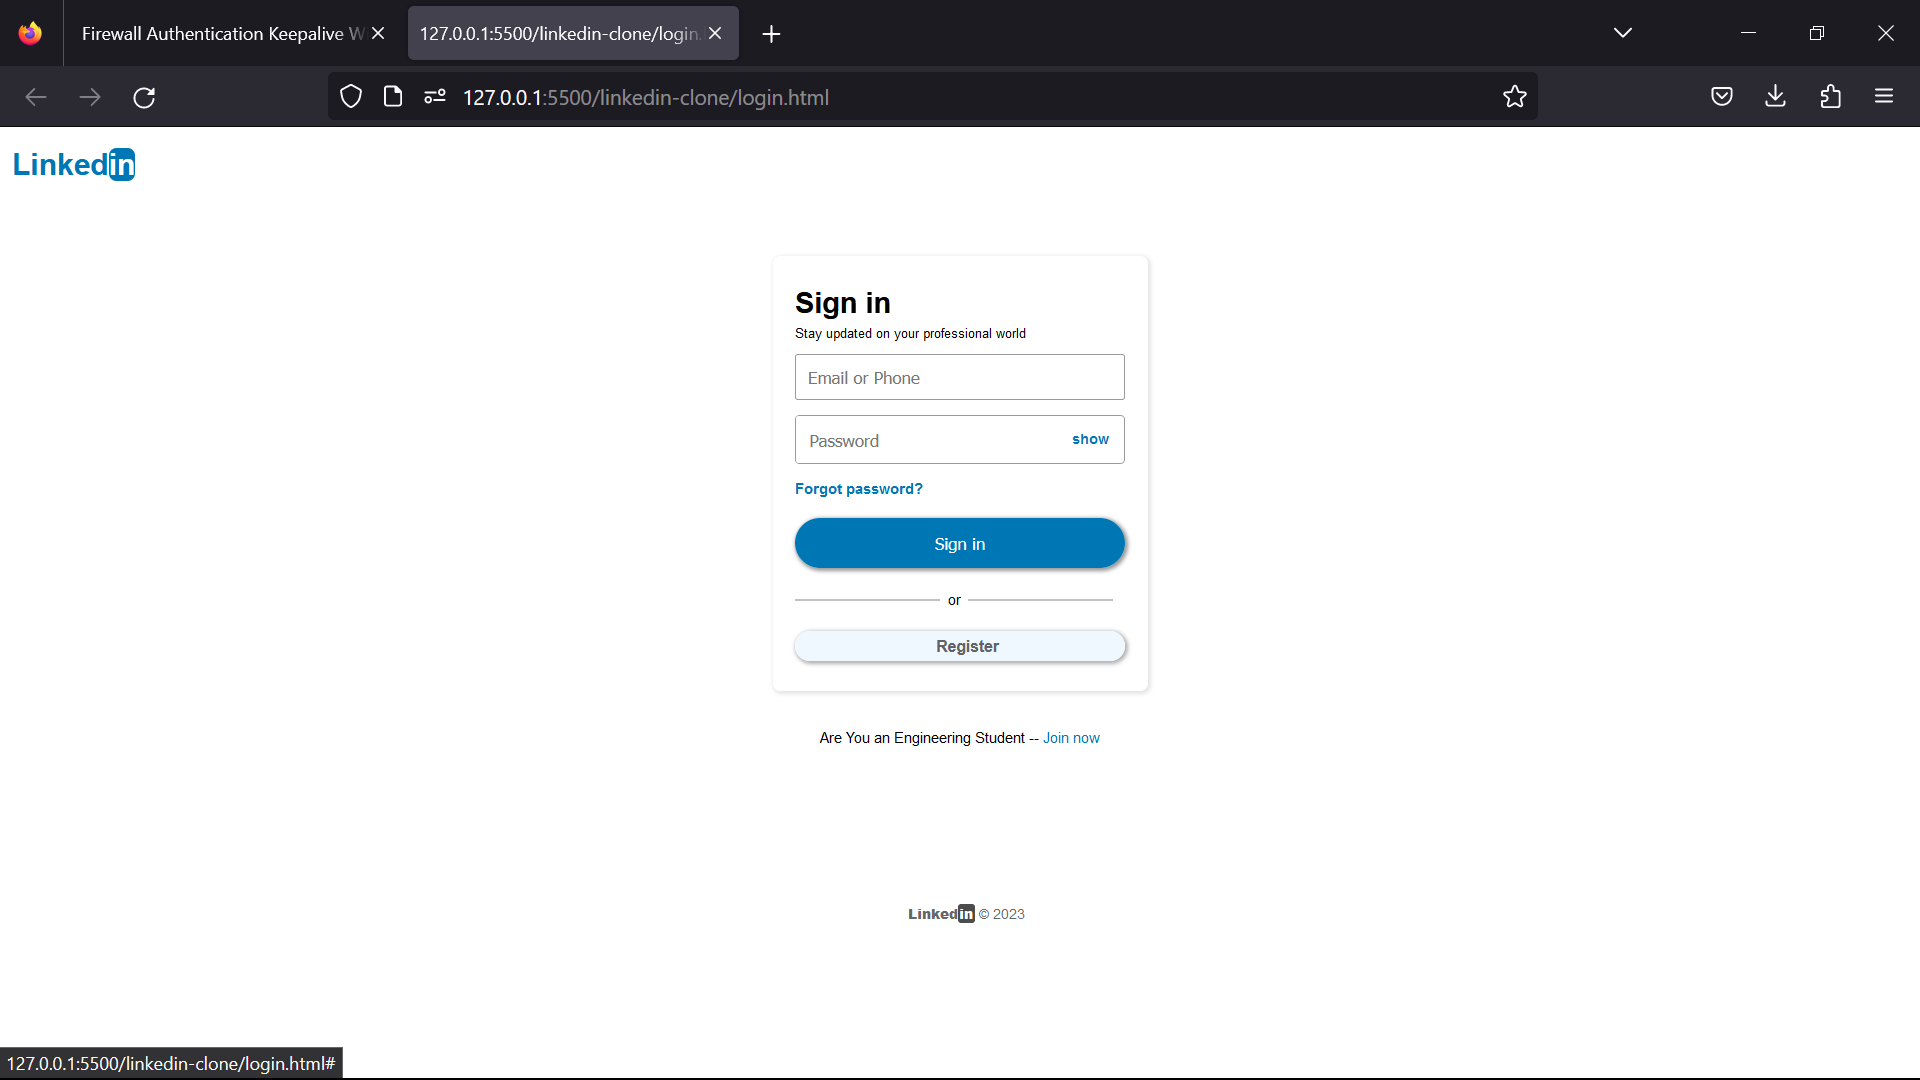 Firewall Authentication Keepalive W
127.0.0.1:5500/linkedin-clone/login.
127.0.0.1:5500/linkedin-clone/login.html
Linkedin
Sign in
Stay updated on your professional world
Email or Phone
Password show
Forgot password?
Sign in
or
Register
Are You an Engineering Student -- Join now
Linkedin © 2023
127.0.0.1:5500/linkedin-clone/login.html#